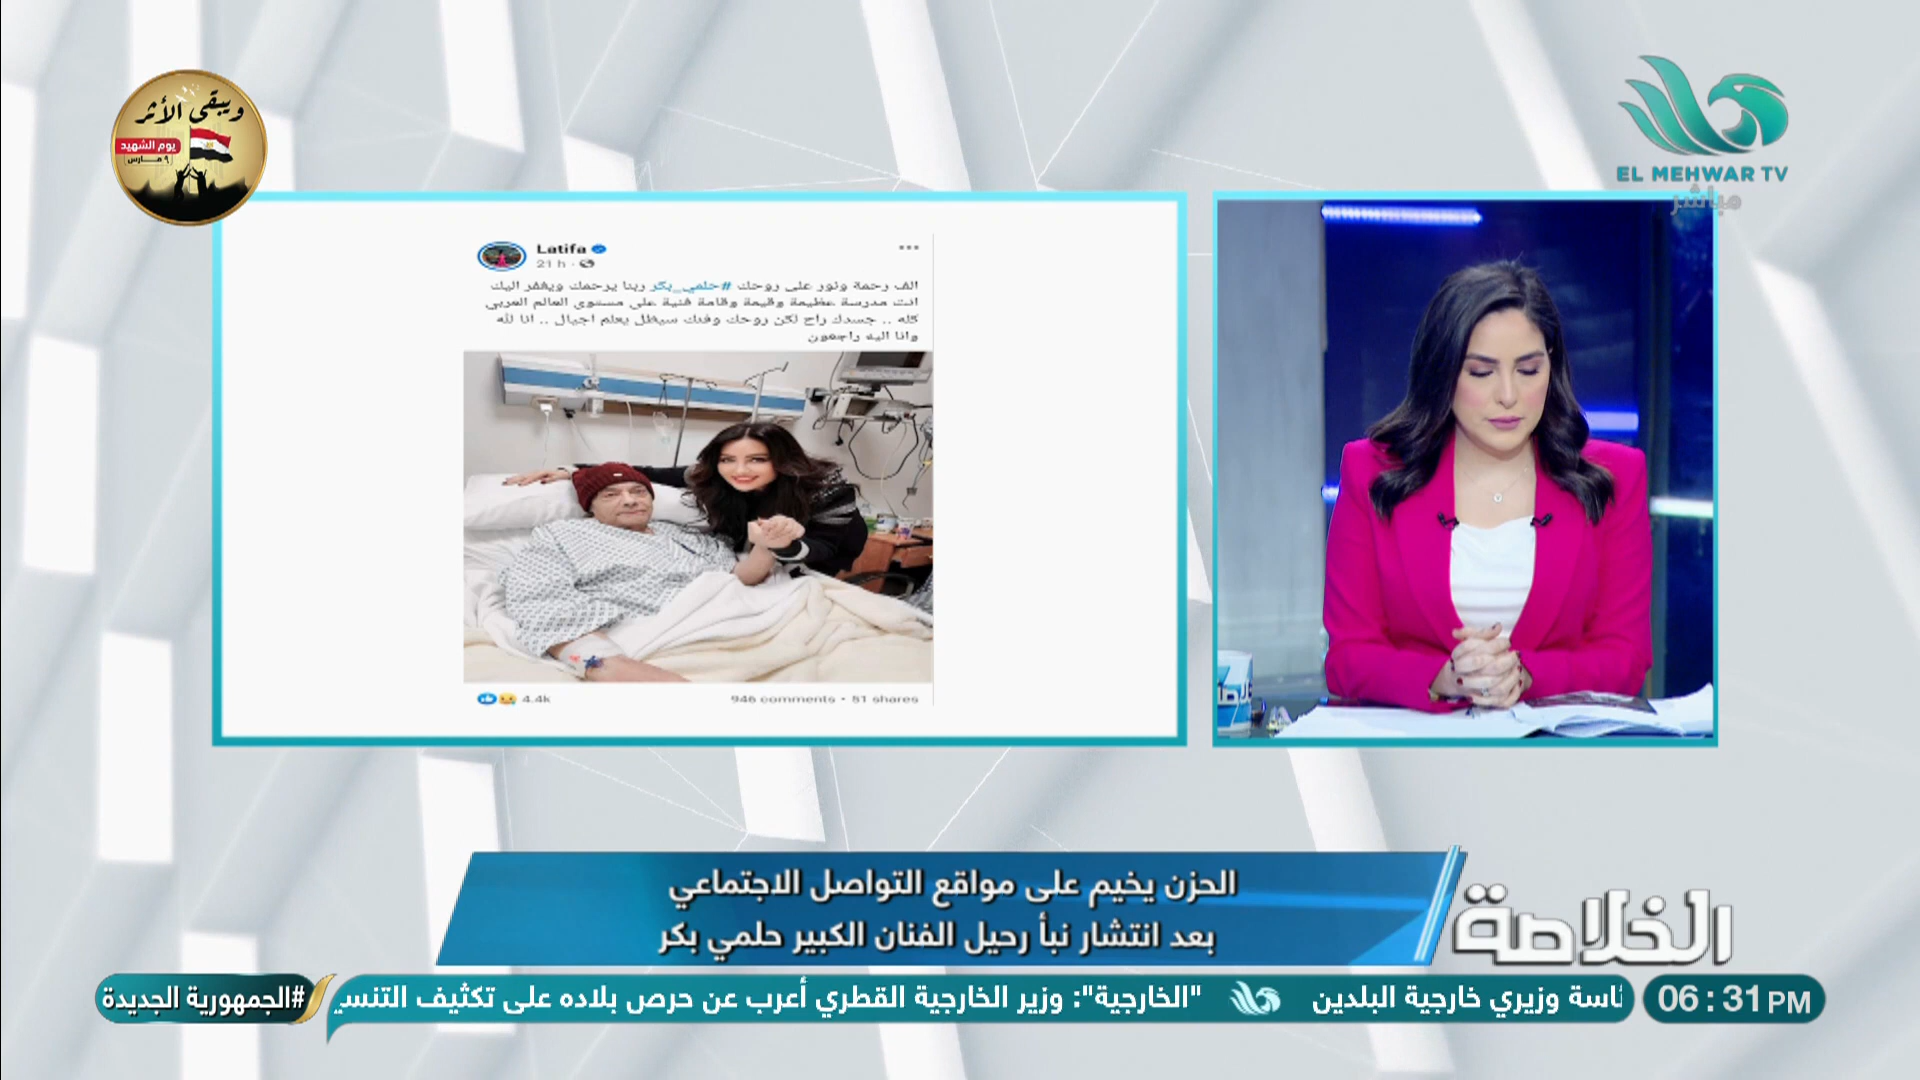 ويبقى الأثر
يوم الشهيد
٩ مارس
EL MEHWAR TV
مباشر
Latifa
21 h
الف رحمة ونور على روحك #حلمي_بكر ربنا يرحمك ويغفر اليك
انت مدرسة عظيمة وقيمة وقامة فنية على مستوى العالم العربي
كله .. جسدك راح لكن روحك وفنك سيظل يعلم اجيال .. انا لله
وانا اليه راجعون
4.4k
946 comments • 81 shares
الحزن يخيم على مواقع التواصل الاجتماعي
بعد انتشار نبأ رحيل الفنان الكبير حلمي بكر
الخلاصة
06 : 31 PM
وزيري خارجية البلدين
"الخارجية": وزير الخارجية القطري أعرب عن حرص بلاده على تكثيف
#الجمهورية الجديدة